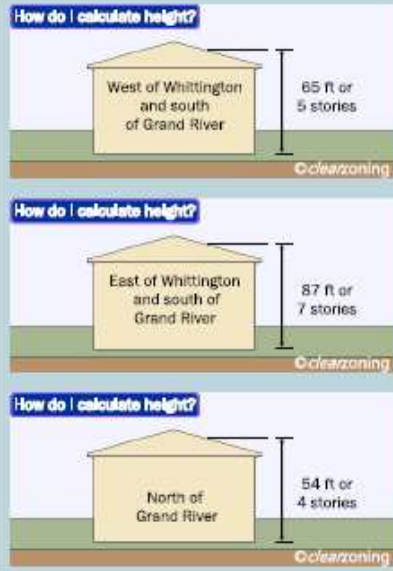 How do I calculate height?
West of Whittington
and south
of Grand River
65 ft or
5 stories
©clearzoning
How do I calculate height?
East of Whittington
and south of
Grand River
87 ft or
7 stories
©clearzoning
How do I calculate height?
North of
Grand River
54 ft or
4 stories
©clearzoning